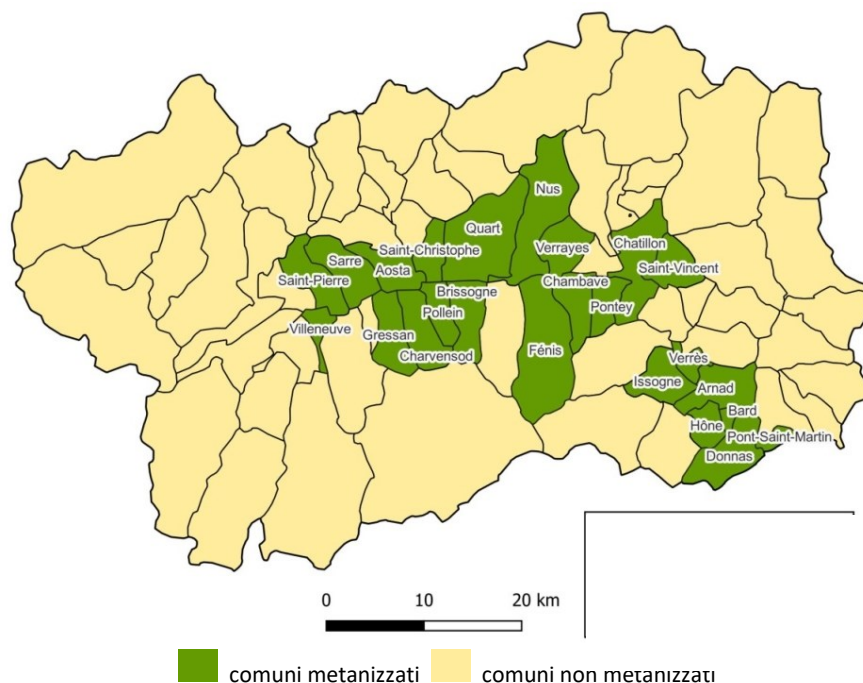 Nus
Quart
Saint-Christophe
Verrayes
Chatillon
Sarre
Aosta
Saint-Vincent
Saint-Pierre
Chambave
Brissogne
Pollein
Pontey
Villeneuve
Gressan
Charvensod
Fénis
Verrès
Issogne
Arnad
Bard
Hône
Pont-Saint-Martin
Donnas
0 10 20 km
comuni metanizzati comuni non metanizzati